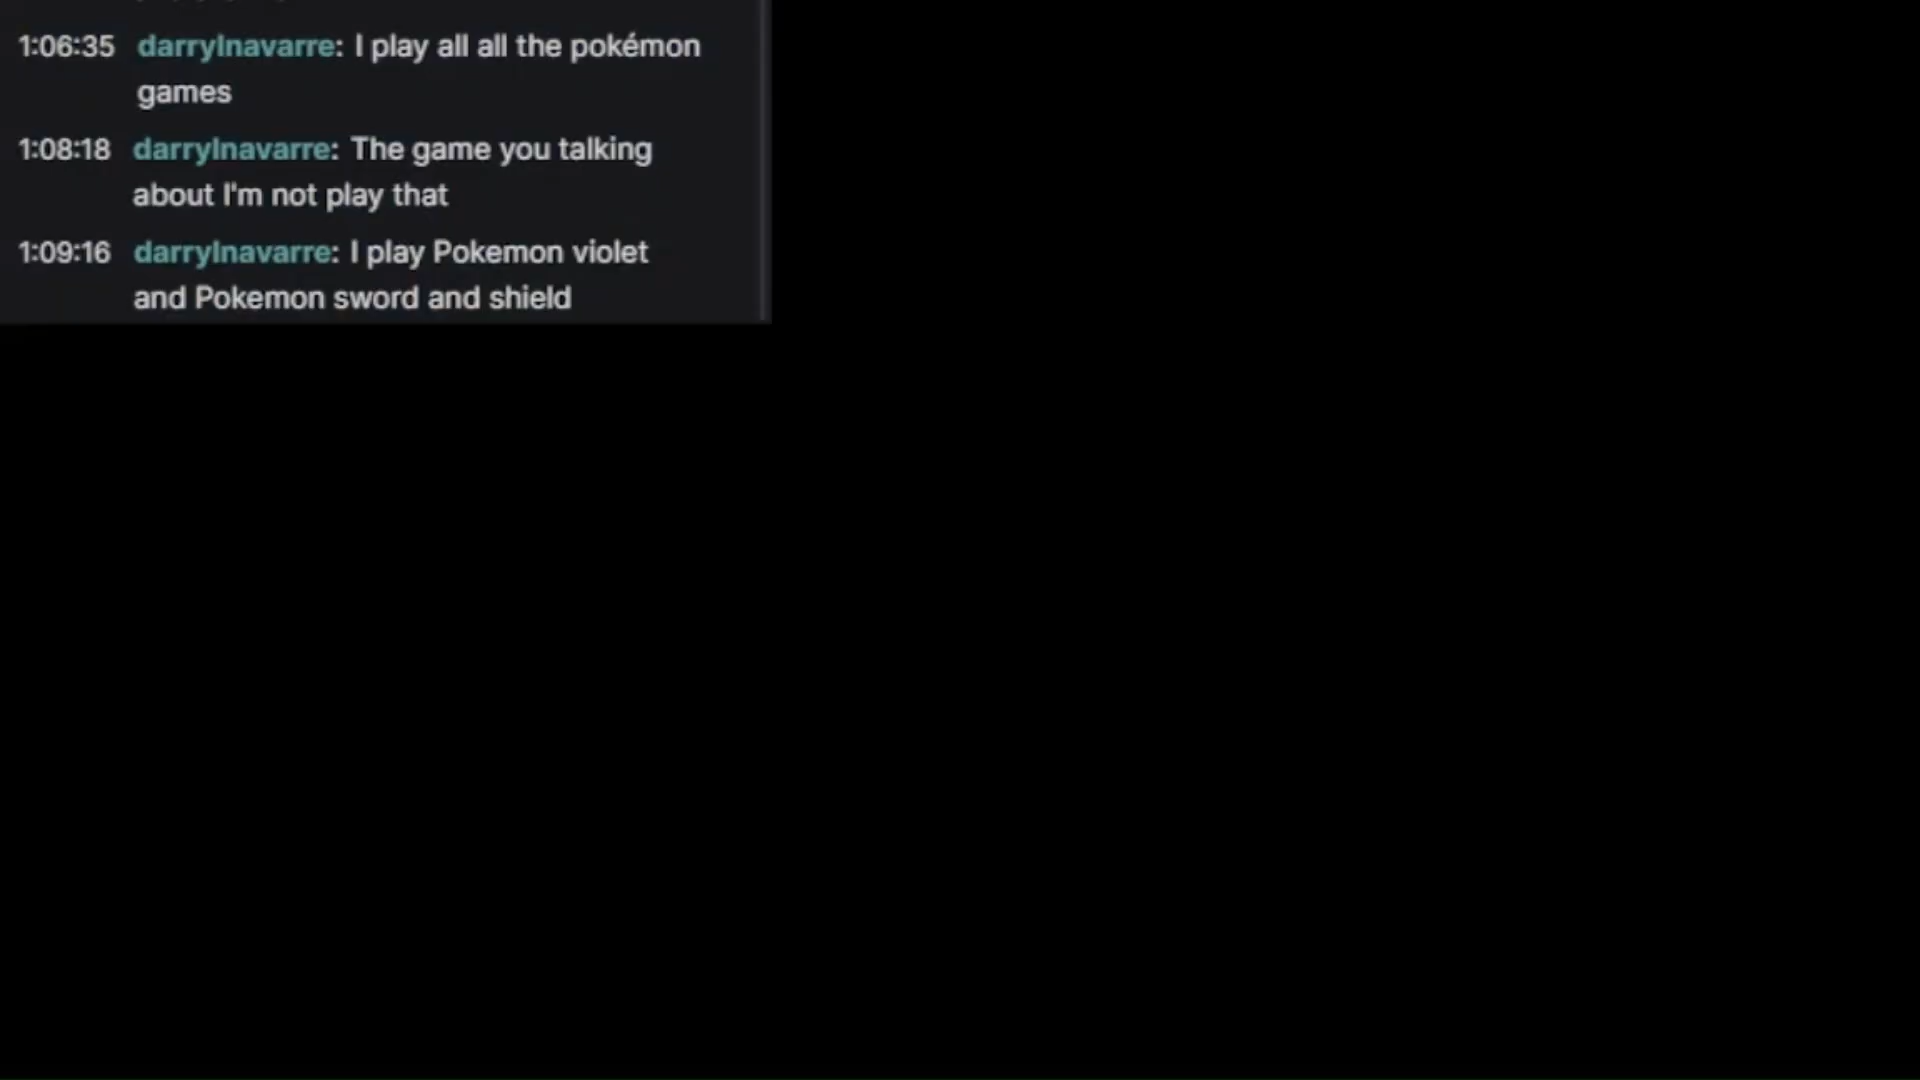 1:06:35 darrylnavarre: I play all all the pokémon
games
1:08:18 darrylnavarre: The game you talking
about I'm not play that
1:09:16 darrylnavarre: I play Pokemon violet
and Pokemon sword and shield